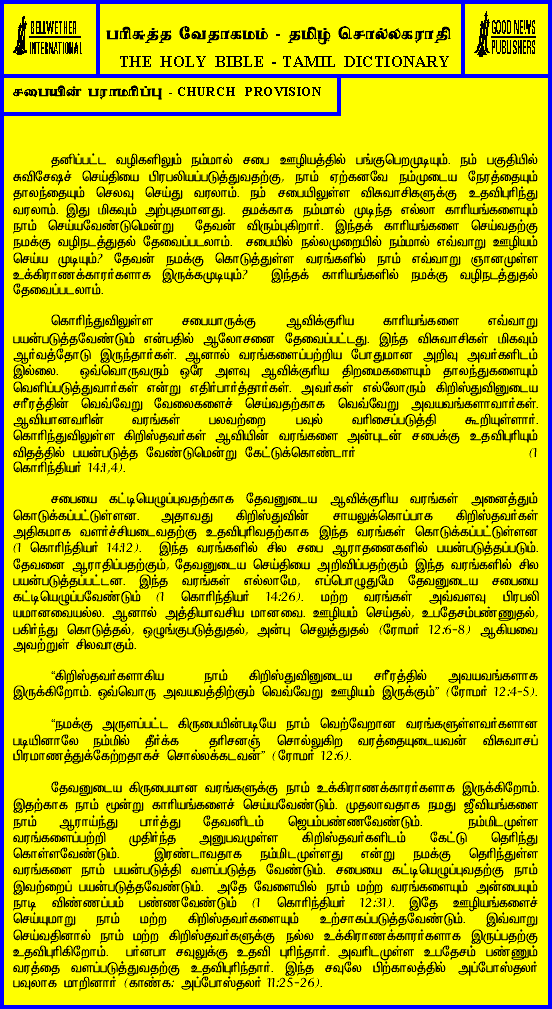 BELLWETHER
INTERNATIONAL
பரிசுத்த வேதாகமம் - தமிழ் சொல்லகராதி
THE HOLY BIBLE - TAMIL DICTIONARY
GOOD NEWS
PUBLISHERS
சபையின் பராமரிப்பு - CHURCH PROVISION
தனிப்பட்ட வழிகளிலும் நம்மால் சபை ஊழியத்தில் பங்குபெறமுடியும். நம் பகுதியில்
சுவிசேஷச் செய்தியை பிரபலியப்படுத்துவதற்கு, நாம் ஏற்கனவே நம்முடைய நேரத்தையும்
தாலந்தையும் செலவு செய்து வரலாம். நம் சபையிலுள்ள விசுவாசிகளுக்கு உதவிபுரிந்து
வரலாம். இது மிகவும் அற்புதமானது. தமக்காக நம்மால் முடிந்த எல்லா காரியங்களையும்
நாம் செய்யவேண்டுமென்று தேவன் விரும்புகிறார். இந்தக் காரியங்களை செய்வதற்கு
நமக்கு வழிநடத்துதல் தேவைப்படலாம். சபையில் நல்லமுறையில் நம்மால் எவ்வாறு ஊழியம்
செய்ய முடியும்? தேவன் நமக்கு கொடுத்துள்ள வரங்களில் நாம் எவ்வாறு ஞானமுள்ள
உக்கிராணக்காரர்களாக இருக்கமுடியும்? இந்தக் காரியங்களில் நமக்கு வழிநடத்துதல்
தேவைப்படலாம்.
கொரிந்துவிலுள்ள சபையாருக்கு ஆவிக்குரிய காரியங்களை எவ்வாறு
பயன்படுத்தவேண்டும் என்பதில் ஆலோசனை தேவைப்பட்டது. இந்த விசுவாசிகள் மிகவும்
ஆர்வத்தோடு இருந்தார்கள். ஆனால் வரங்களைப்பற்றிய போதுமான அறிவு அவர்களிடம்
இல்லை. ஒவ்வொருவரும் ஒரே அளவு ஆவிக்குரிய திறமைகளையும் தாலந்துகளையும்
வெளிப்படுத்துவார்கள் என்று எதிர்பார்த்தார்கள். அவர்கள் எல்லோரும் கிறிஸ்துவினுடைய
சரீரத்தின் வெவ்வேறு வேலைகளைச் செய்வதற்காக வெவ்வேறு அவயவங்களாவார்கள்.
ஆவியானவரின் வரங்கள் பலவற்றை பவுல் வரிசைப்படுத்தி கூறியுள்ளார்.
கொரிந்துவிலுள்ள கிறிஸ்தவர்கள் ஆவியின் வரங்களை அன்புடன் சபைக்கு உதவிபுரியும்
விதத்தில் பயன்படுத்த வேண்டுமென்று கேட்டுக்கொண்டார் (1
கொரிந்தியர் 14:1,4).
சபையை கட்டியெழுப்புவதற்காக தேவனுடைய ஆவிக்குரிய வரங்கள் அனைத்தும்
கொடுக்கப்பட்டுள்ளன. அதாவது கிறிஸ்துவின் சாயலுக்கொப்பாக கிறிஸ்தவர்கள்
அதிகமாக வளர்ச்சியடைவதற்கு உதவிபுரிவதற்காக இந்த வரங்கள் கொடுக்கப்பட்டுள்ளன
(1 கொரிந்தியர் 14:12). இந்த வரங்களில் சில சபை ஆராதனைகளில் பயன்படுத்தப்படும்.
தேவனை ஆராதிப்பதற்கும், தேவனுடைய செய்தியை அறிவிப்பதற்கும் இந்த வரங்களில் சில
பயன்படுத்தப்பட்டன. இந்த வரங்கள் எல்லாமே, எப்பொழுதுமே தேவனுடைய சபையை
கட்டியெழுப்பவேண்டும் (1 கொரிந்தியர் 14:26). மற்ற வரங்கள் அவ்வளவு பிரபலி
யமானவையல்ல. ஆனால் அத்தியாவசிய மானவை. ஊழியம் செய்தல், உபதேசம்பண்ணுதல்,
பகிர்ந்து கொடுத்தல், ஒழுங்குபடுத்துதல், அன்பு செலுத்துதல் (ரோமர் 12:6-8) ஆகியவை
அவற்றுள் சிலவாகும்.
“கிறிஸ்தவர்களாகிய நாம் கிறிஸ்துவினுடைய சரீரத்தில் அவயவங்களாக
இருக்கிறோம். ஒவ்வொரு அவயவத்திற்கும் வெவ்வேறு ஊழியம் இருக்கும்” (ரோமர் 12:4-5).
“நமக்கு அருளப்பட்ட கிருபையின்படியே நாம் வெற்வேறான வரங்களுள்ளவர்களான
படியினாலே நம்மில் தீர்க்க தரிசனஞ் சொல்லுகிற வரத்தையுடையவன் விசுவாசப்
பிரமாணத்துக்கேற்றதாகச் சொல்லக்கடவன்” (ரோமர் 12:6).
தேவனுடைய கிருபையான வரங்களுக்கு நாம் உக்கிராணக்காரர்களாக இருக்கிறோம்.
இதற்காக நாம் மூன்று காரியங்களைச் செய்யவேண்டும். முதலாவதாக நமது ஜீவியங்களை
நாம் ஆராய்ந்து பார்த்து தேவனிடம் ஜெபம்பண்ணவேண்டும். நம்மிடமுள்ள
வரங்களைப்பற்றி முதிர்ந்த அனுபவமுள்ள கிறிஸ்தவர்களிடம் கேட்டு தெரிந்து
கொள்ளவேண்டும். இரண்டாவதாக நம்மிடமுள்ளது என்று நமக்கு தெரிந்துள்ள
வரங்களை நாம் பயன்படுத்தி வளப்படுத்த வேண்டும். சபையை கட்டியெழுப்புவதற்கு நாம்
இவற்றைப் பயன்படுத்தவேண்டும். அதே வேளையில் நாம் மற்ற வரங்களையும் அன்பையும்
நாடி விண்ணப்பம் பண்ணவேண்டும் (1 கொரிந்தியர் 12:31). இதே ஊழியங்களைச்
செய்யுமாறு நாம் மற்ற கிறிஸ்தவர்களையும் உற்சாகப்படுத்தவேண்டும். இவ்வாறு
செய்வதினால் நாம் மற்ற கிறிஸ்தவர்களுக்கு நல்ல உக்கிராணக்காரர்களாக இருப்பதற்கு
உதவிபுரிகிறோம். பர்னபா சவுலுக்கு உதவி புரிந்தார். அவரிடமுள்ள உபதேசம் பண்ணும்
வரத்தை வளப்படுத்துவதற்கு உதவிபுரிந்தார். இந்த சவுலே பிற்காலத்தில் அப்போஸ்தலர்
பவுலாக மாறினார் (காண்க: அப்போஸ்தலர் 11:25-26).